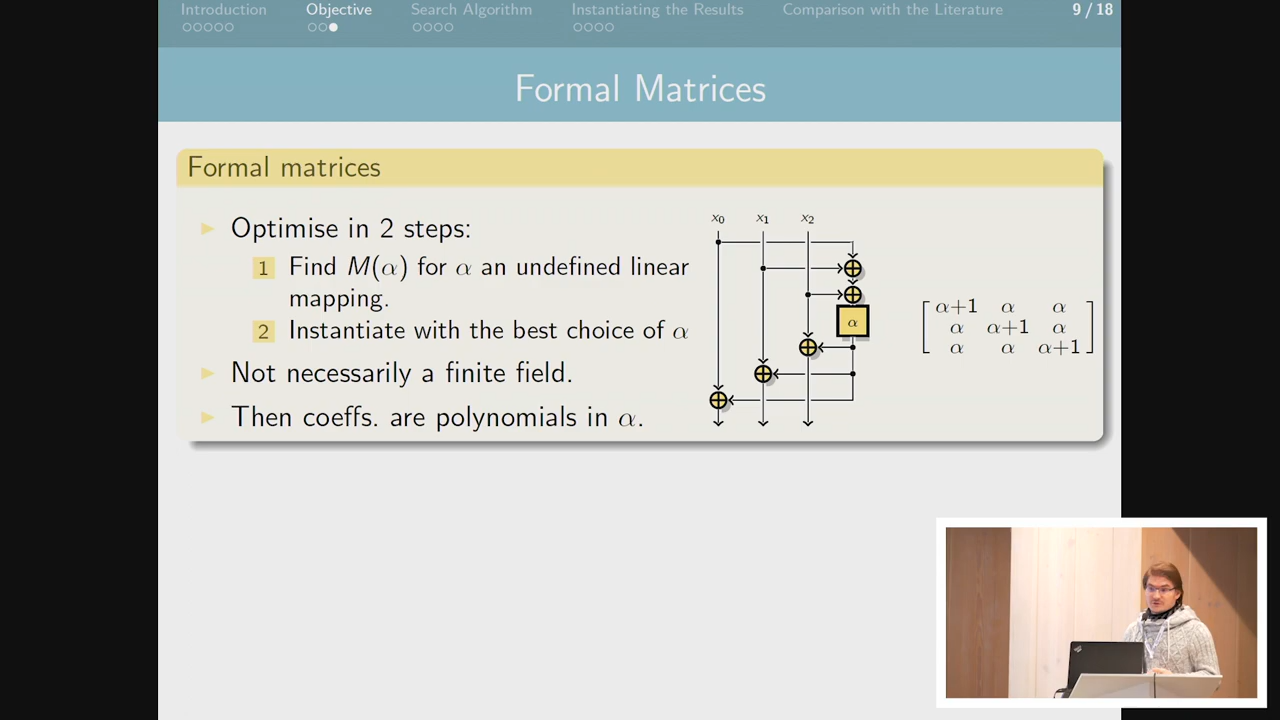 Introduction Objective Search Algorithm Instantiating the Results Comparison with the Literature 9 / 18
Formal Matrices
Formal matrices
Optimise in 2 steps:
1 Find M(α) for α an undefined linear
mapping.
2 Instantiate with the best choice of α
Not necessarily a finite field.
Then coeffs. are polynomials in α.
x₀ x₁ x₂
α
α+1 α α
α α+1 α
α α α+1